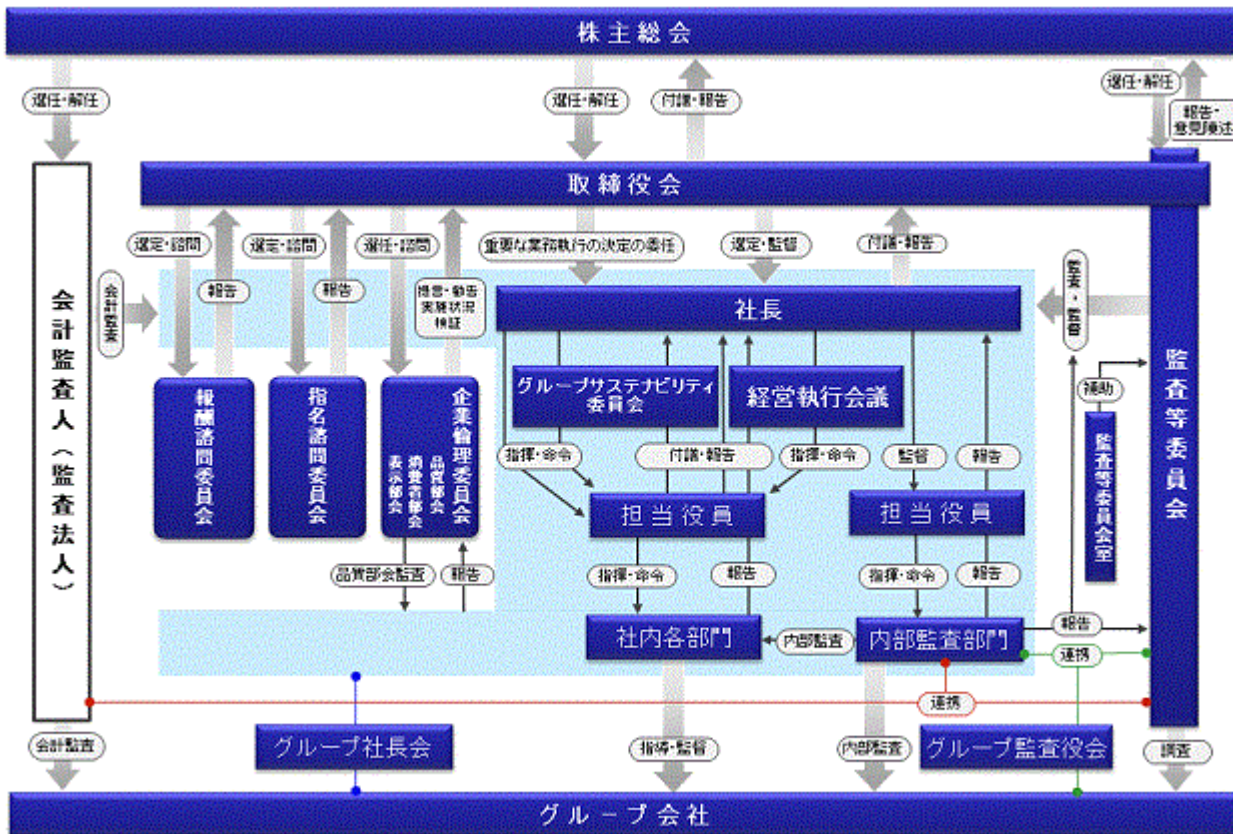 株主総会
選任・解任
選任・解任
付議・報告
選任・解任
報告・
意見陳述
取締役会
選定・諮問
報告
選定・諮問
報告
選任・諮問
提言・勧告
実施状況
検証
重要な業務執行の決定の委任
選定・監督
付議・報告
会計監査人(監査法人)
会計監査
監査・監督
監査等委員会
社長
グループサステナビリティ
委員会
経営執行会議
補助
監査等委員会室
報酬諮問委員会
指名諮問委員会
企業倫理委員会
品質部会
消費者部会
表示部会
指揮・命令
付議・報告
指揮・命令
監督
報告
担当役員
担当役員
品質部会監査
報告
指揮・命令
報告
指揮・命令
報告
社内各部門
内部監査
内部監査部門
報告
連携
連携
会計監査
グループ社長会
指導・監督
内部監査
グループ監査役会
調査
グループ会社